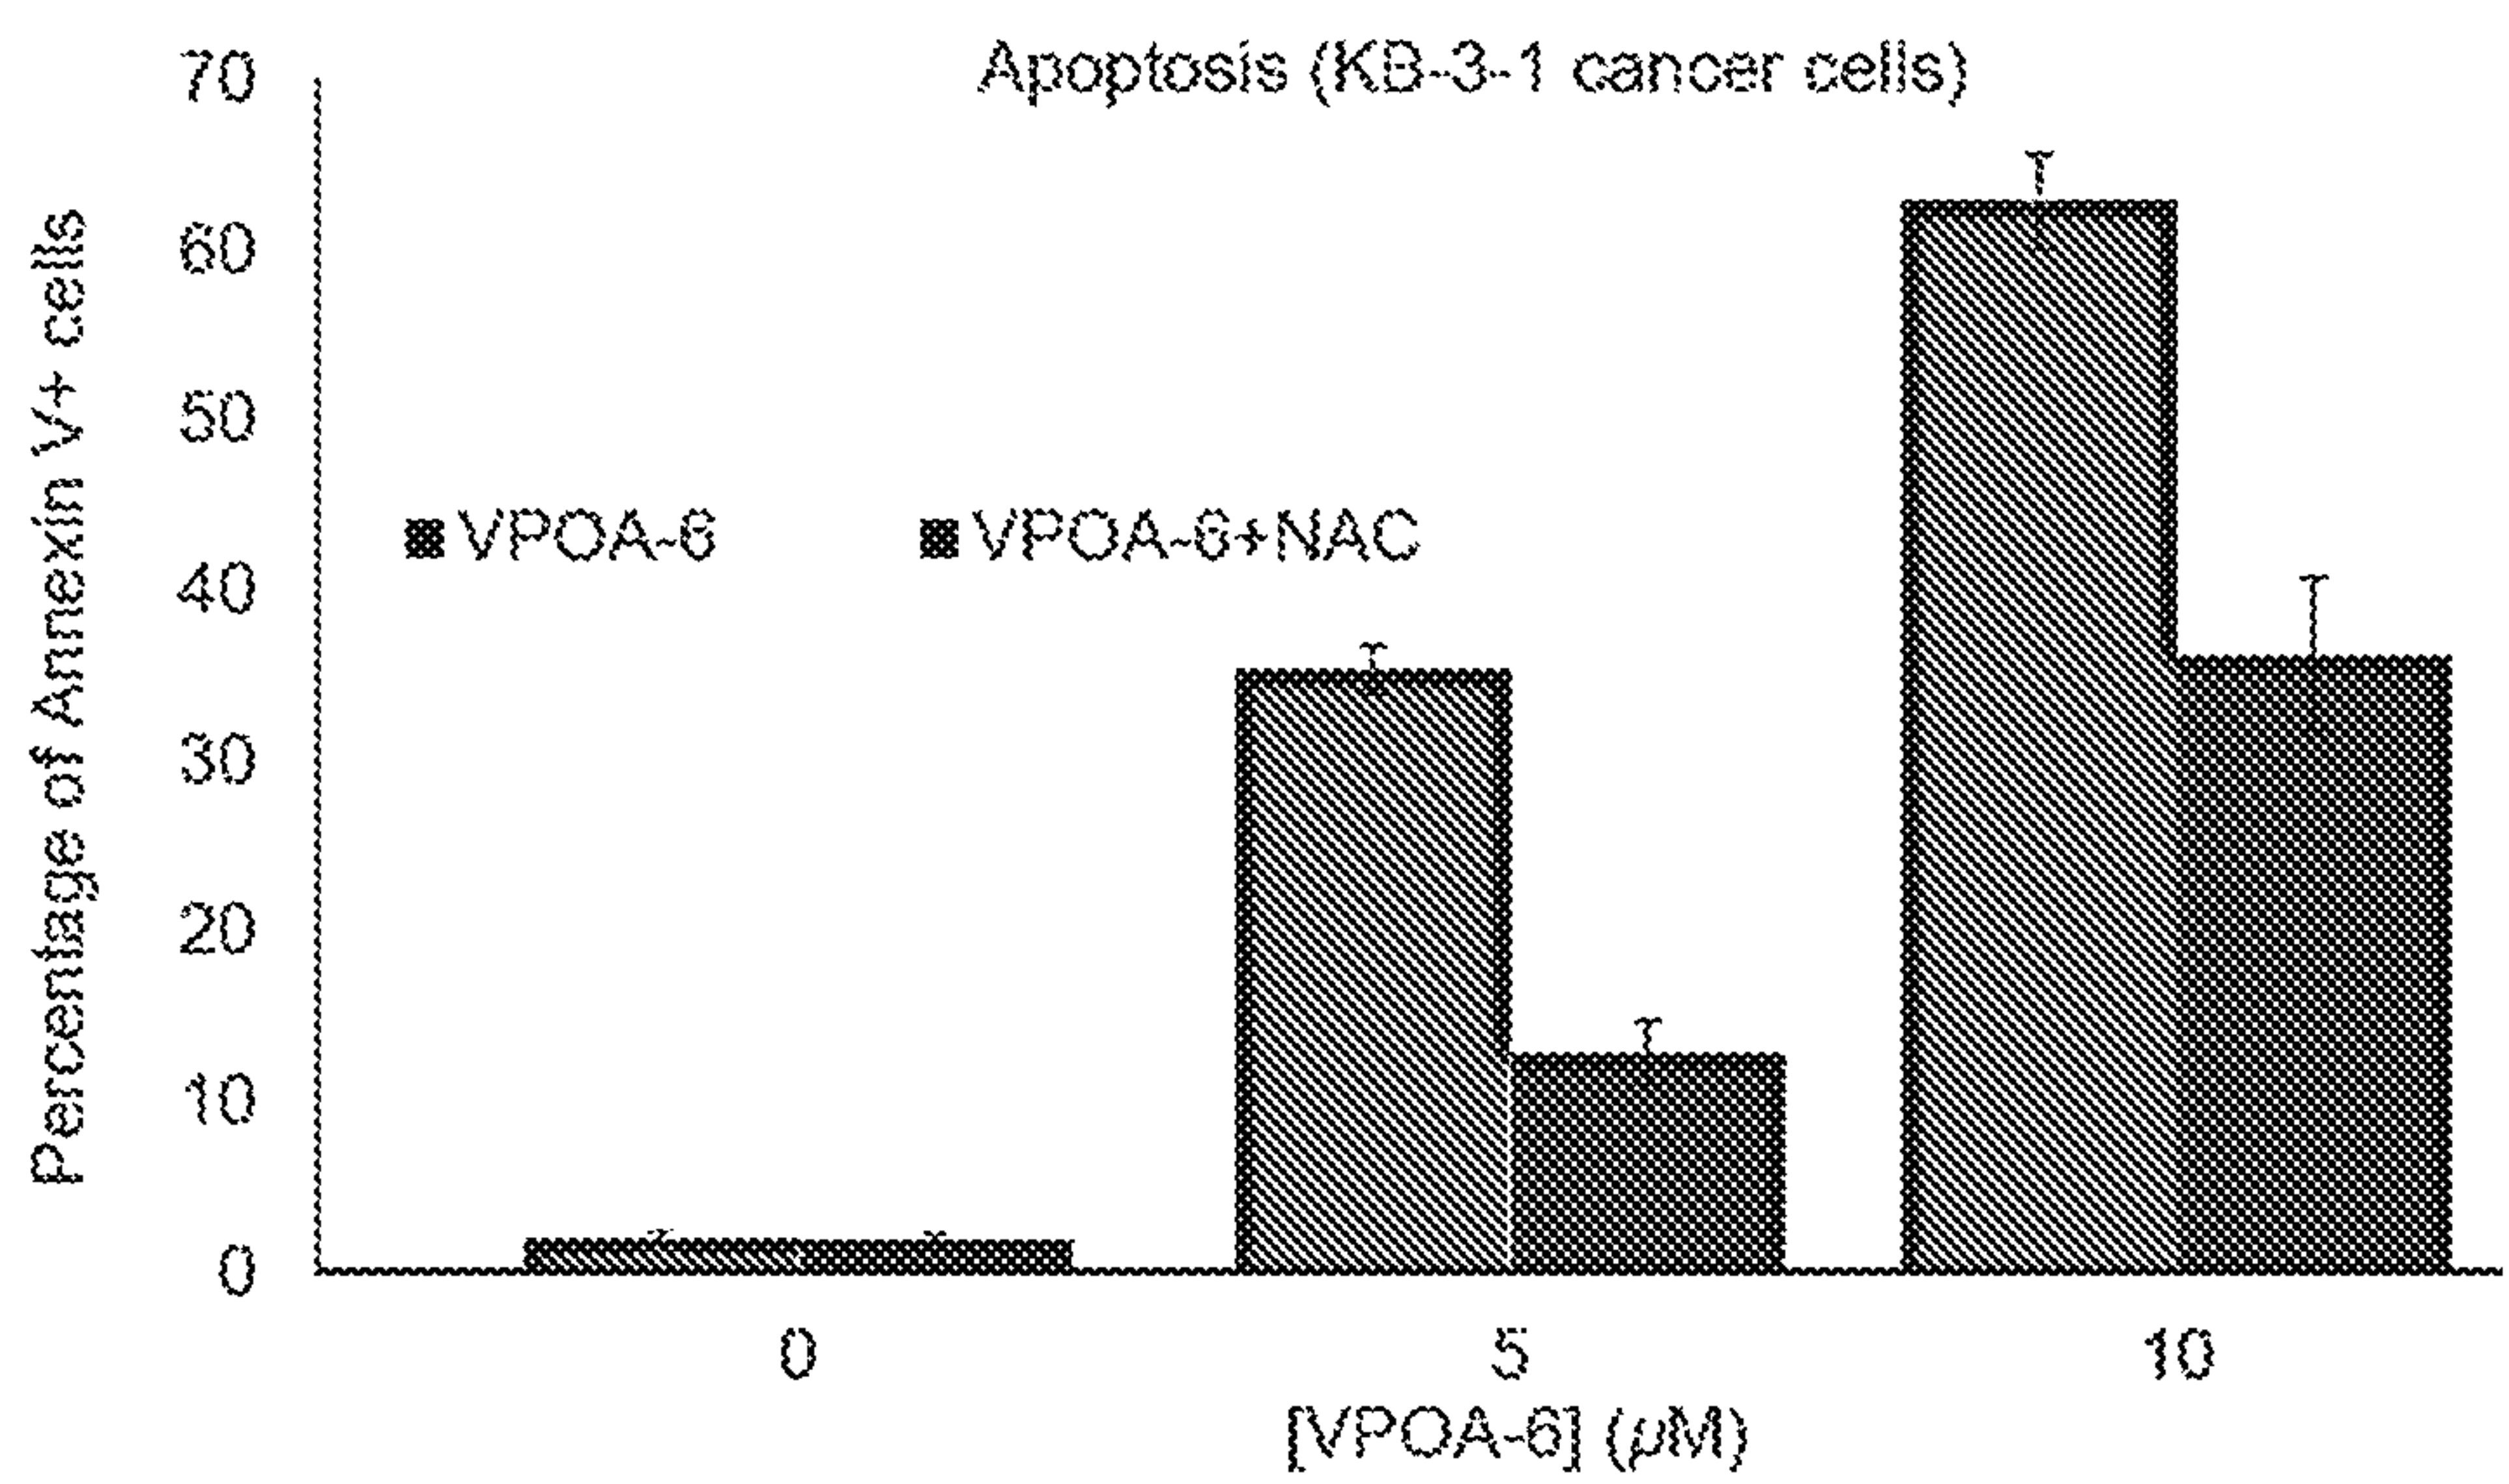 Apoptosis (KB-3-1 cancer cells)
Percentage of Annexin V+ cells
70
60
50
40
30
20
10
0
VPOA-6
VPOA-6+NAC
0
5
10
[VPOA-6] (µM)